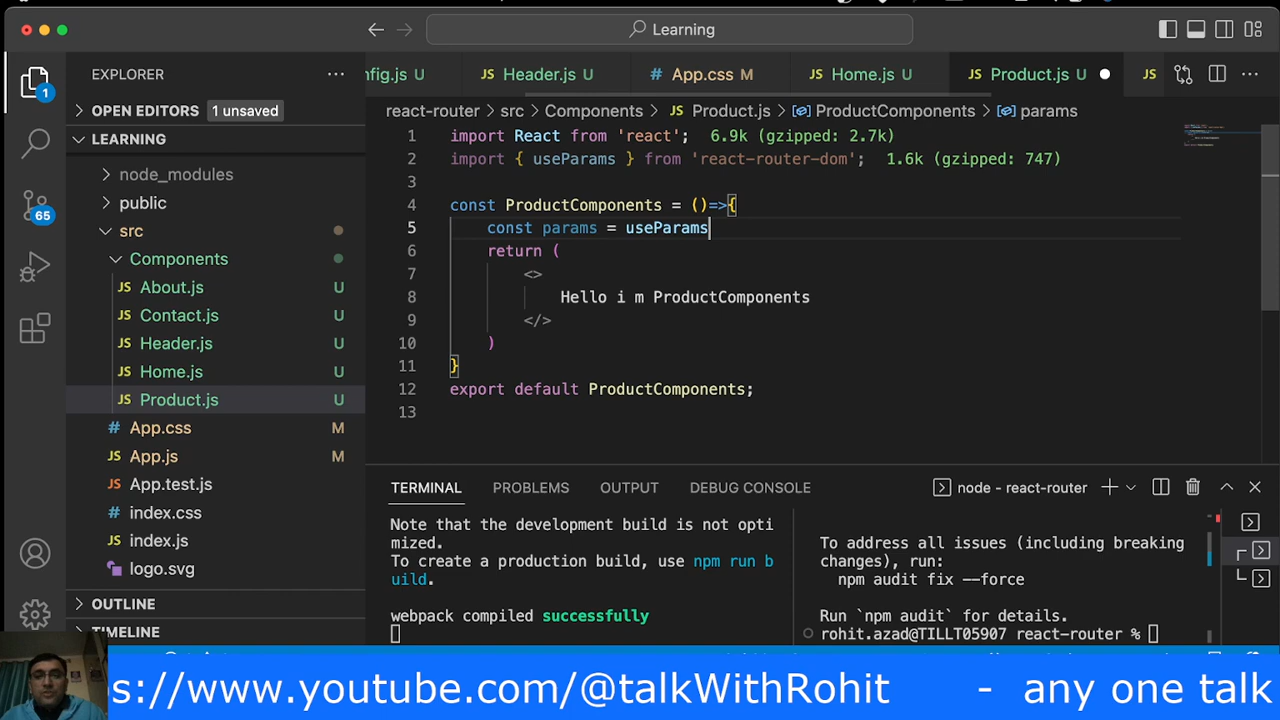 Learning
EXPLORER
nfig.js U
Header.js U
App.css M
Home.js U
Product.js U
OPEN EDITORS 1 unsaved
react-router > src > Components > Product.js > ProductComponents > params
LEARNING
node_modules
public
src
Components
About.js U
Contact.js U
Header.js U
Home.js U
Product.js U
App.css M
App.js M
App.test.js
index.css
index.js
logo.svg
OUTLINE
TIMELINE
1
65
1 import React from 'react'; 6.9k (gzipped: 2.7k)
2 import { useParams } from 'react-router-dom'; 1.6k (gzipped: 747)
3
4 const ProductComponents = ()=>{
5 const params = useParams
6 return (
7 <>
8 Hello i m ProductComponents
9 </>
10 )
11 }
12 export default ProductComponents;
13
TERMINAL PROBLEMS OUTPUT DEBUG CONSOLE
node - react-router
Note that the development build is not opti
mized.
To create a production build, use npm run b
uild.
webpack compiled successfully
To address all issues (including breaking
changes), run:
npm audit fix --force
Run `npm audit` for details.
rohit.azad@TILLT05907 react-router %
s://www.youtube.com/@talkWithRohit - any one talk